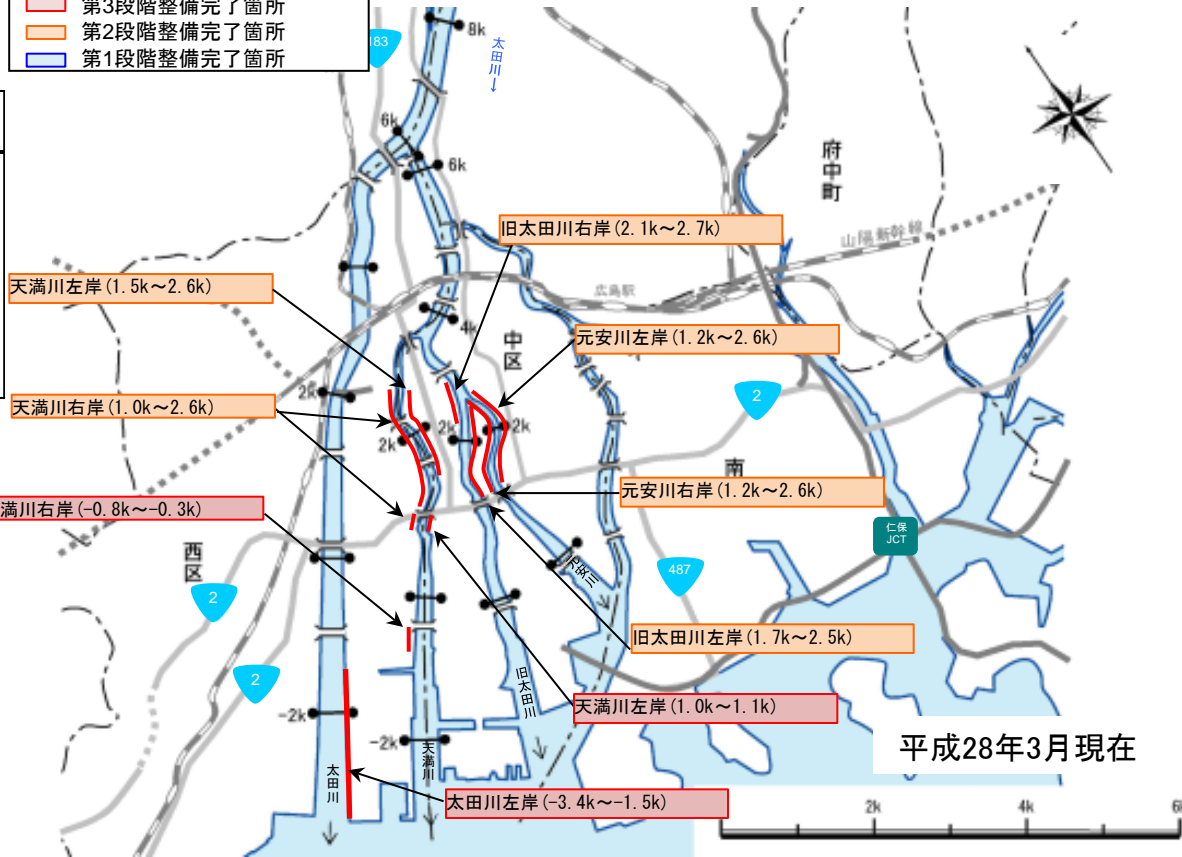 第3段階整備完了箇所
第2段階整備完了箇所
第1段階整備完了箇所
183
8k
太田川↓
6k
6k
府中町
旧太田川右岸(2.1k～2.7k)
山陽新幹線
天満川左岸(1.5k～2.6k)
広島駅
4k
中区
元安川左岸(1.2k～2.6k)
2k
2
天満川右岸(1.0k～2.6k)
2k
2k
2k
南
元安川右岸(1.2k～2.6k)
満川右岸(-0.8k～-0.3k)
仁保
JCT
西区
元安川
487
2
旧太田川左岸(1.7k～2.5k)
2
旧太田川
天満川左岸(1.0k～1.1k)
-2k
-2k
天満川
平成28年3月現在
太田川
太田川左岸(-3.4k～-1.5k)
2k
4k
6